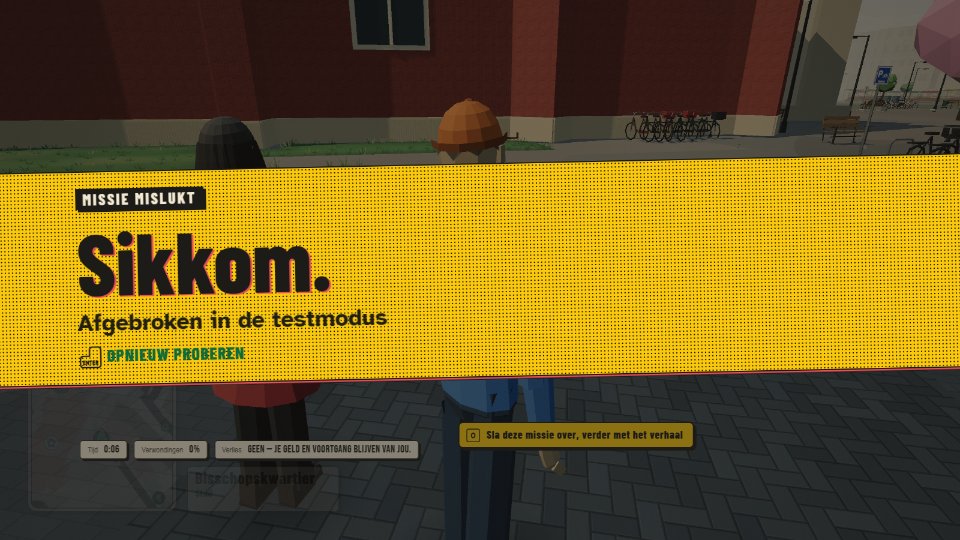 MISSIE MISLUKT
Sikkom.
Afgebroken in de testmodus
ENTER OPNIEUW PROBEREN
O Sla deze missie over, verder met het verhaal
Tijd 0:06 Verwondingen 0% Verlies GEEN – JE GELD EN VOORTGANG BLIJVEN VAN JOU.
Bisschopskwartier